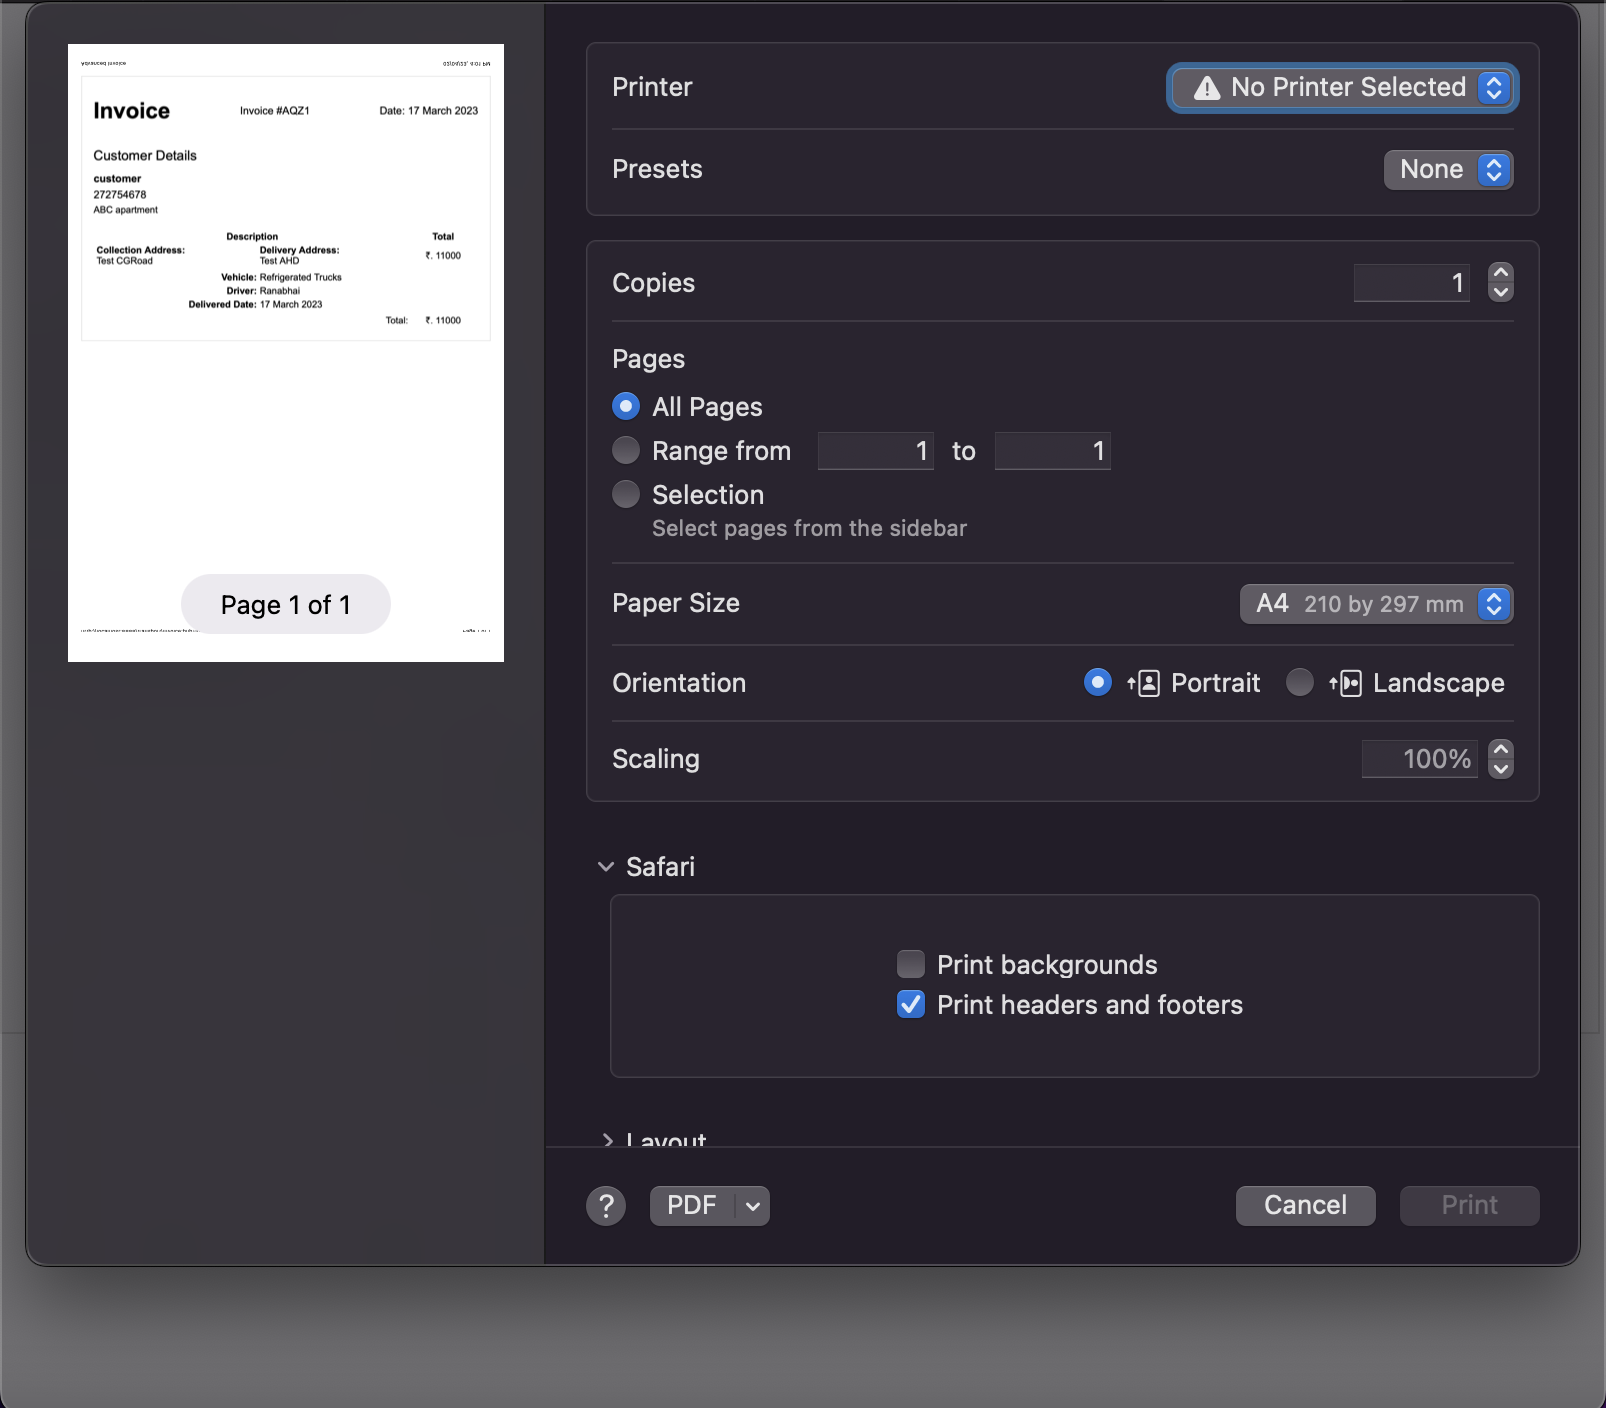 Advanced Invoice
Invoice
Invoice #AQZ1
Date: 17 March 2023
Customer Details
customer
272754678
ABC apartment
Description
Total
Collection Address:
Delivery Address:
Test CGRoad
Test AHD
₹. 11000
Vehicle: Refrigerated Trucks
Driver: Ranabhai
Delivered Date: 17 March 2023
Total: ₹. 11000
Page 1 of 1
Printer
No Printer Selected
Presets
None
Copies
1
Pages
All Pages
Range from 1 to 1
Selection
Select pages from the sidebar
Paper Size
A4 210 by 297 mm
Orientation
Portrait
Landscape
Scaling
100%
Safari
Print backgrounds
Print headers and footers
Layout
?
PDF
Cancel
Print